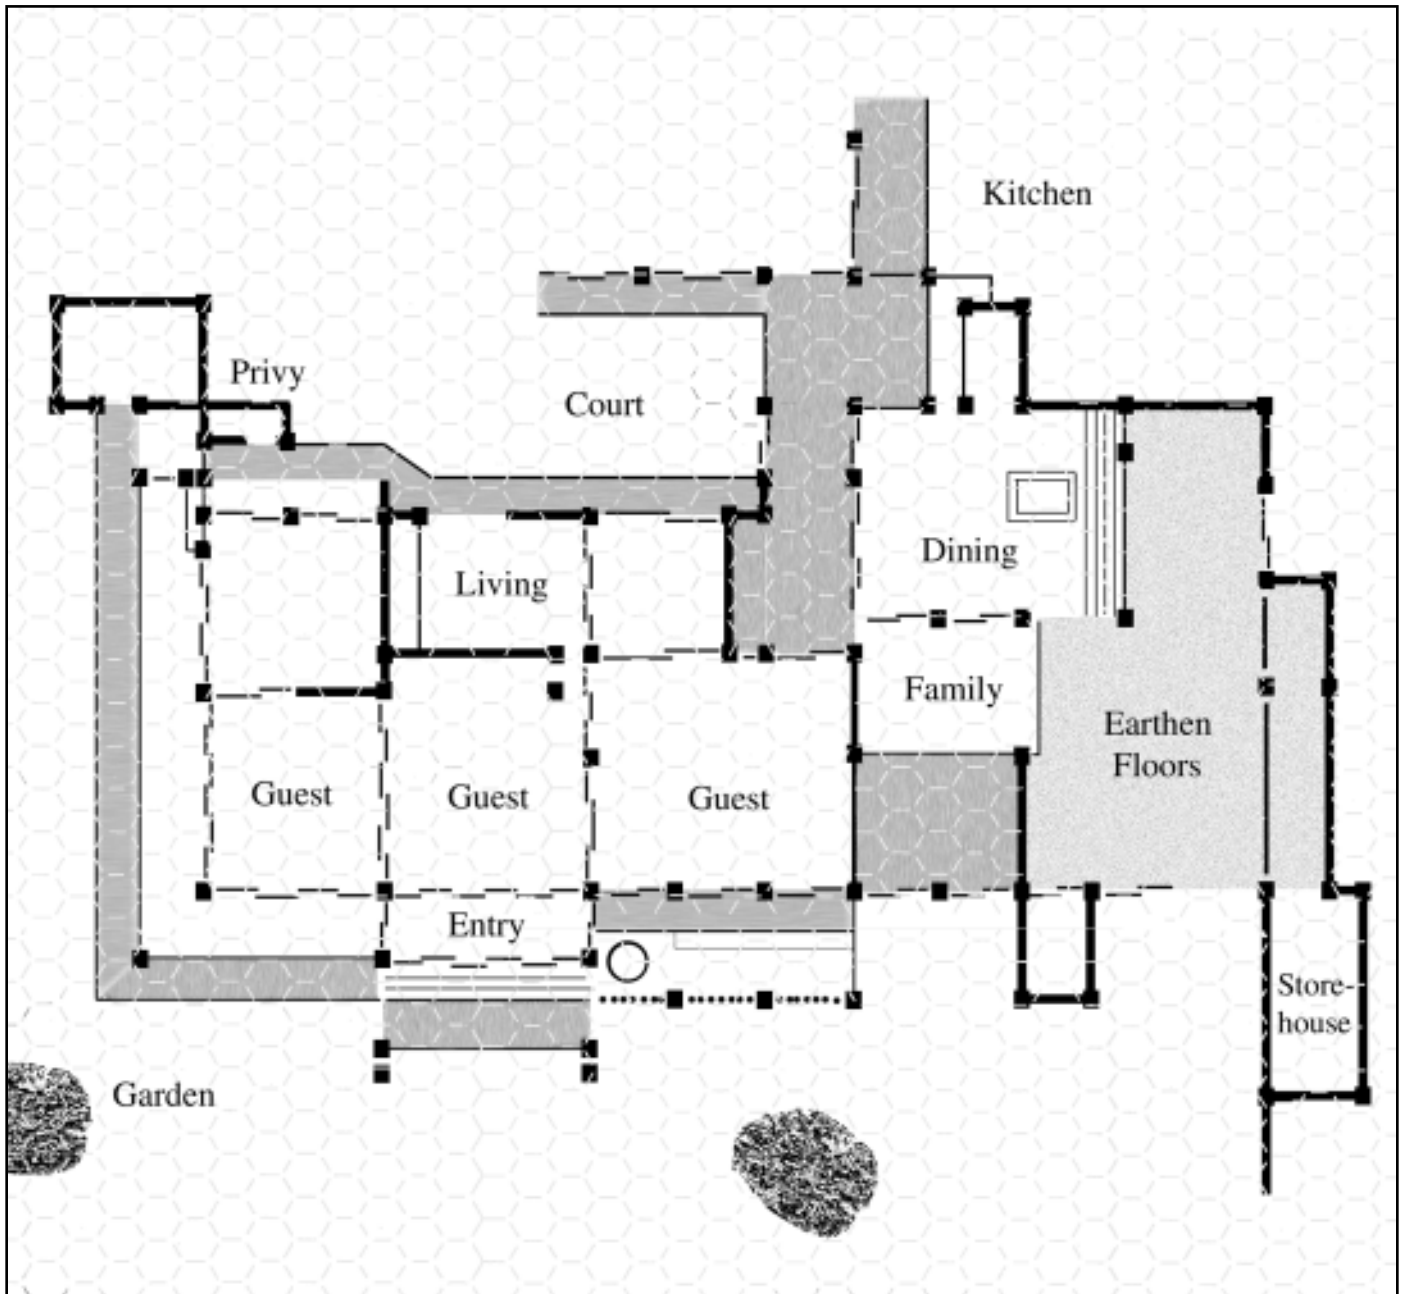 Kitchen
Privy
Court
Dining
Living
Family
Earthen
Floors
Guest
Guest
Guest
Entry
Store-
house
Garden